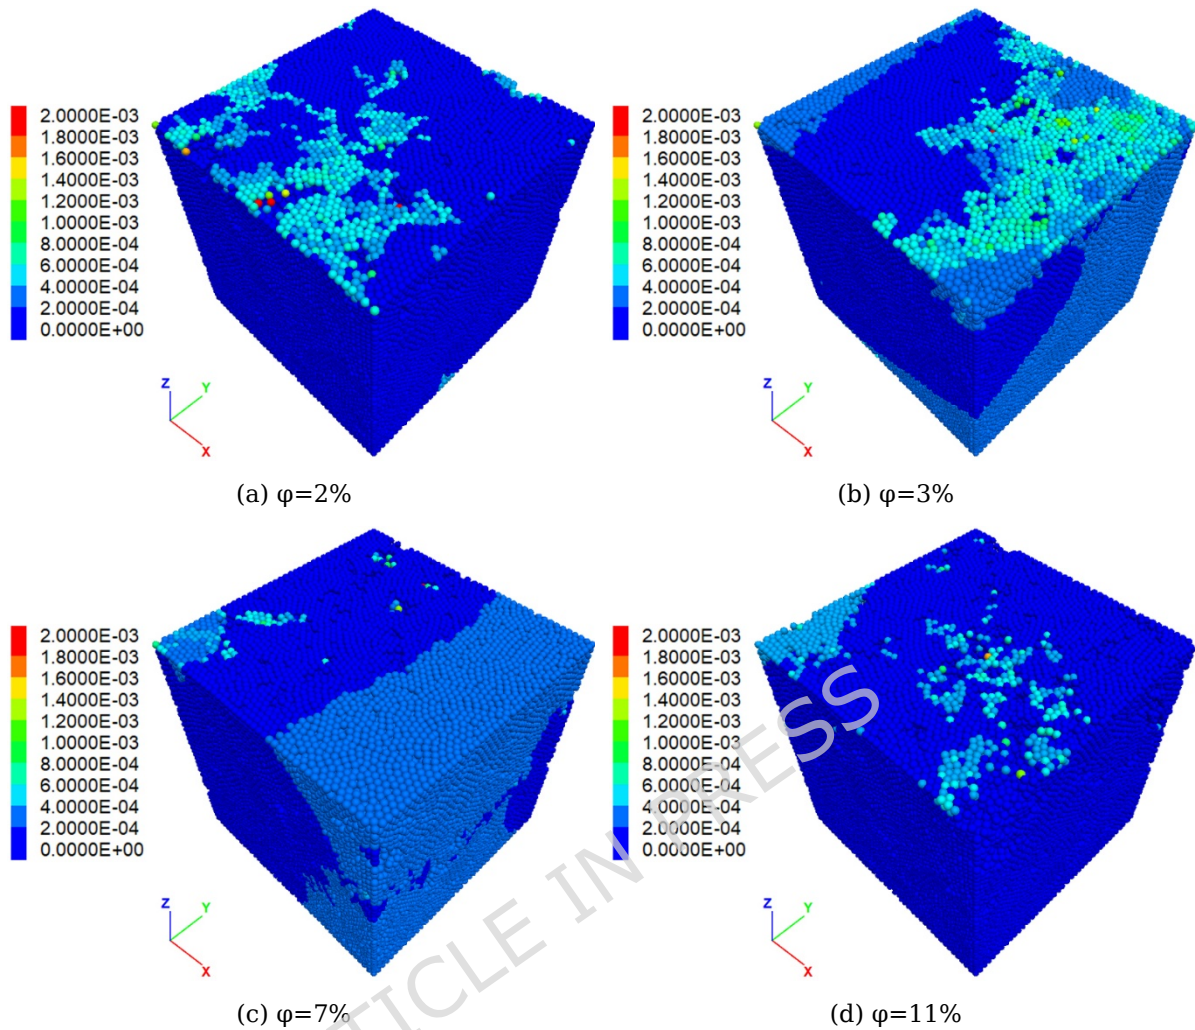 2.0000E-03
1.8000E-03
1.6000E-03
1.4000E-03
1.2000E-03
1.0000E-03
8.0000E-04
6.0000E-04
4.0000E-04
2.0000E-04
0.0000E+00
Z
Y
X
(a) φ=2%
2.0000E-03
1.8000E-03
1.6000E-03
1.4000E-03
1.2000E-03
1.0000E-03
8.0000E-04
6.0000E-04
4.0000E-04
2.0000E-04
0.0000E+00
Z
Y
X
(b) φ=3%
2.0000E-03
1.8000E-03
1.6000E-03
1.4000E-03
1.2000E-03
1.0000E-03
8.0000E-04
6.0000E-04
4.0000E-04
2.0000E-04
0.0000E+00
Z
Y
X
(c) φ=7%
2.0000E-03
1.8000E-03
1.6000E-03
1.4000E-03
1.2000E-03
1.0000E-03
8.0000E-04
6.0000E-04
4.0000E-04
2.0000E-04
0.0000E+00
Z
Y
X
(d) φ=11%
TICLE IN PRESS